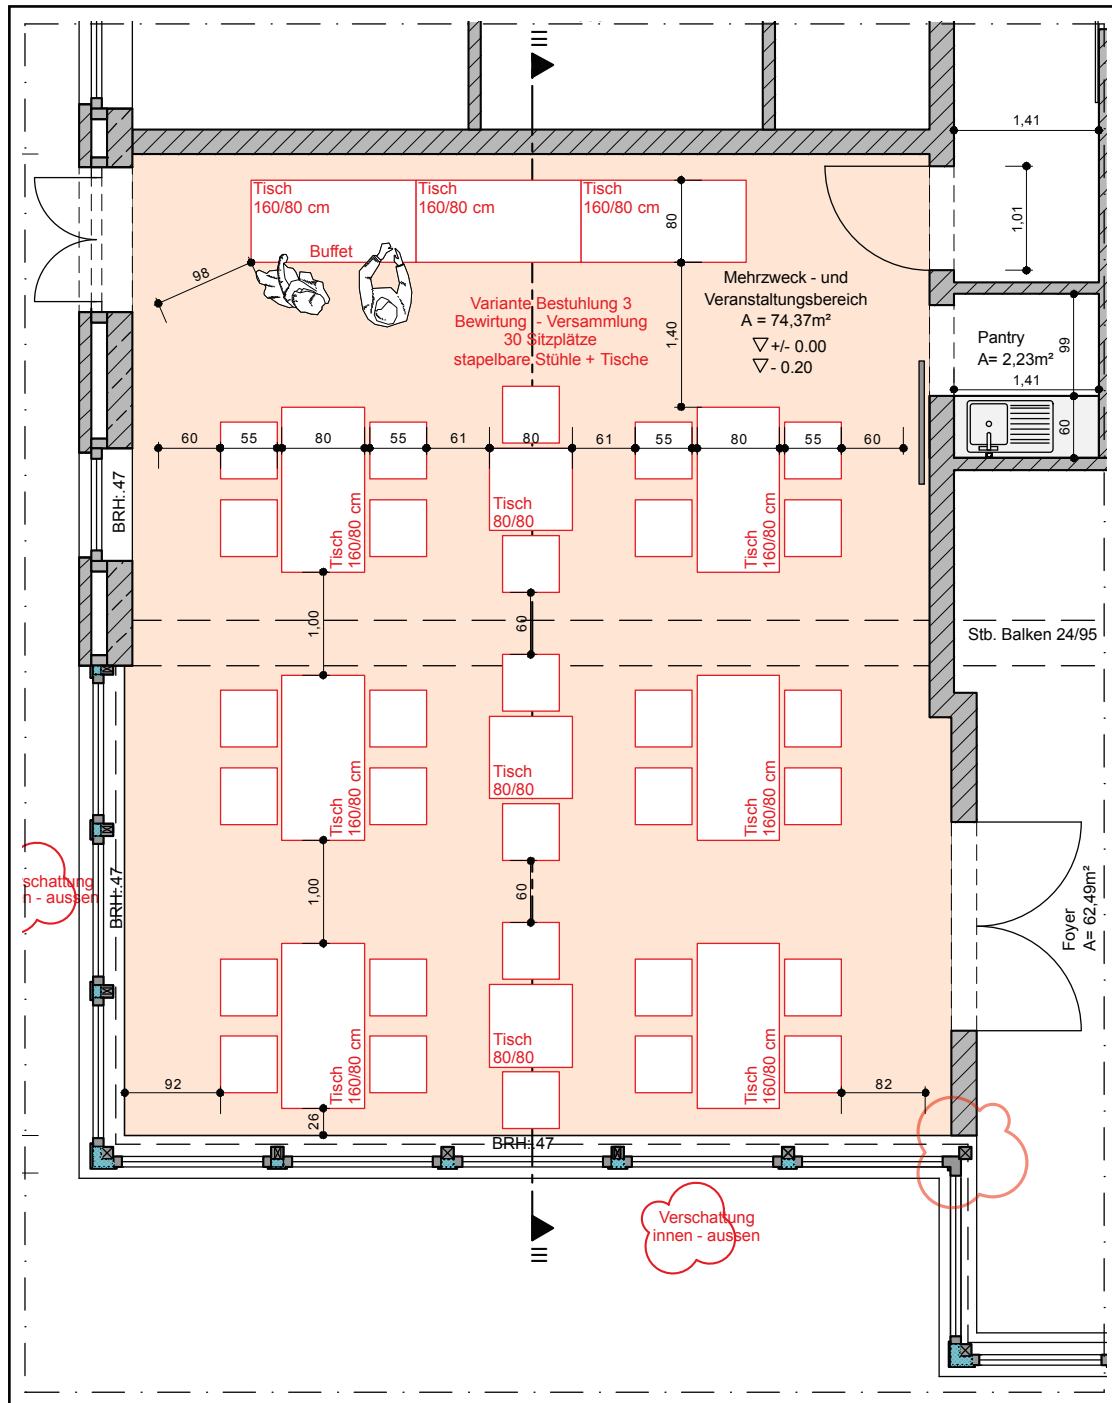 III
1,41
Tisch
160/80 cm
Tisch
160/80 cm
Tisch
160/80 cm
80
1,01
Buffet
98
Mehrzweck - und
Veranstaltungsbereich
A = 74,37m²
+/- 0.00
- 0.20
Variante Bestuhlung 3
Bewirtung - Versammlung
30 Sitzplätze
stapelbare Stühle + Tische
1,40
Pantry
A= 2,23m²
99
1,41
60
60
55
80
55
61
80
61
55
80
55
60
BRH:.47
Tisch
160/80 cm
Tisch
80/80
Tisch
160/80 cm
1,00
60
Stb. Balken 24/95
Tisch
160/80 cm
Tisch
80/80
Tisch
160/80 cm
schattung
n - aussen
BRH:.47
1,00
60
Foyer
A= 62,49m²
Tisch
160/80 cm
Tisch
80/80
Tisch
160/80 cm
92
82
26
BRH:.47
Verschattung
innen - aussen
III